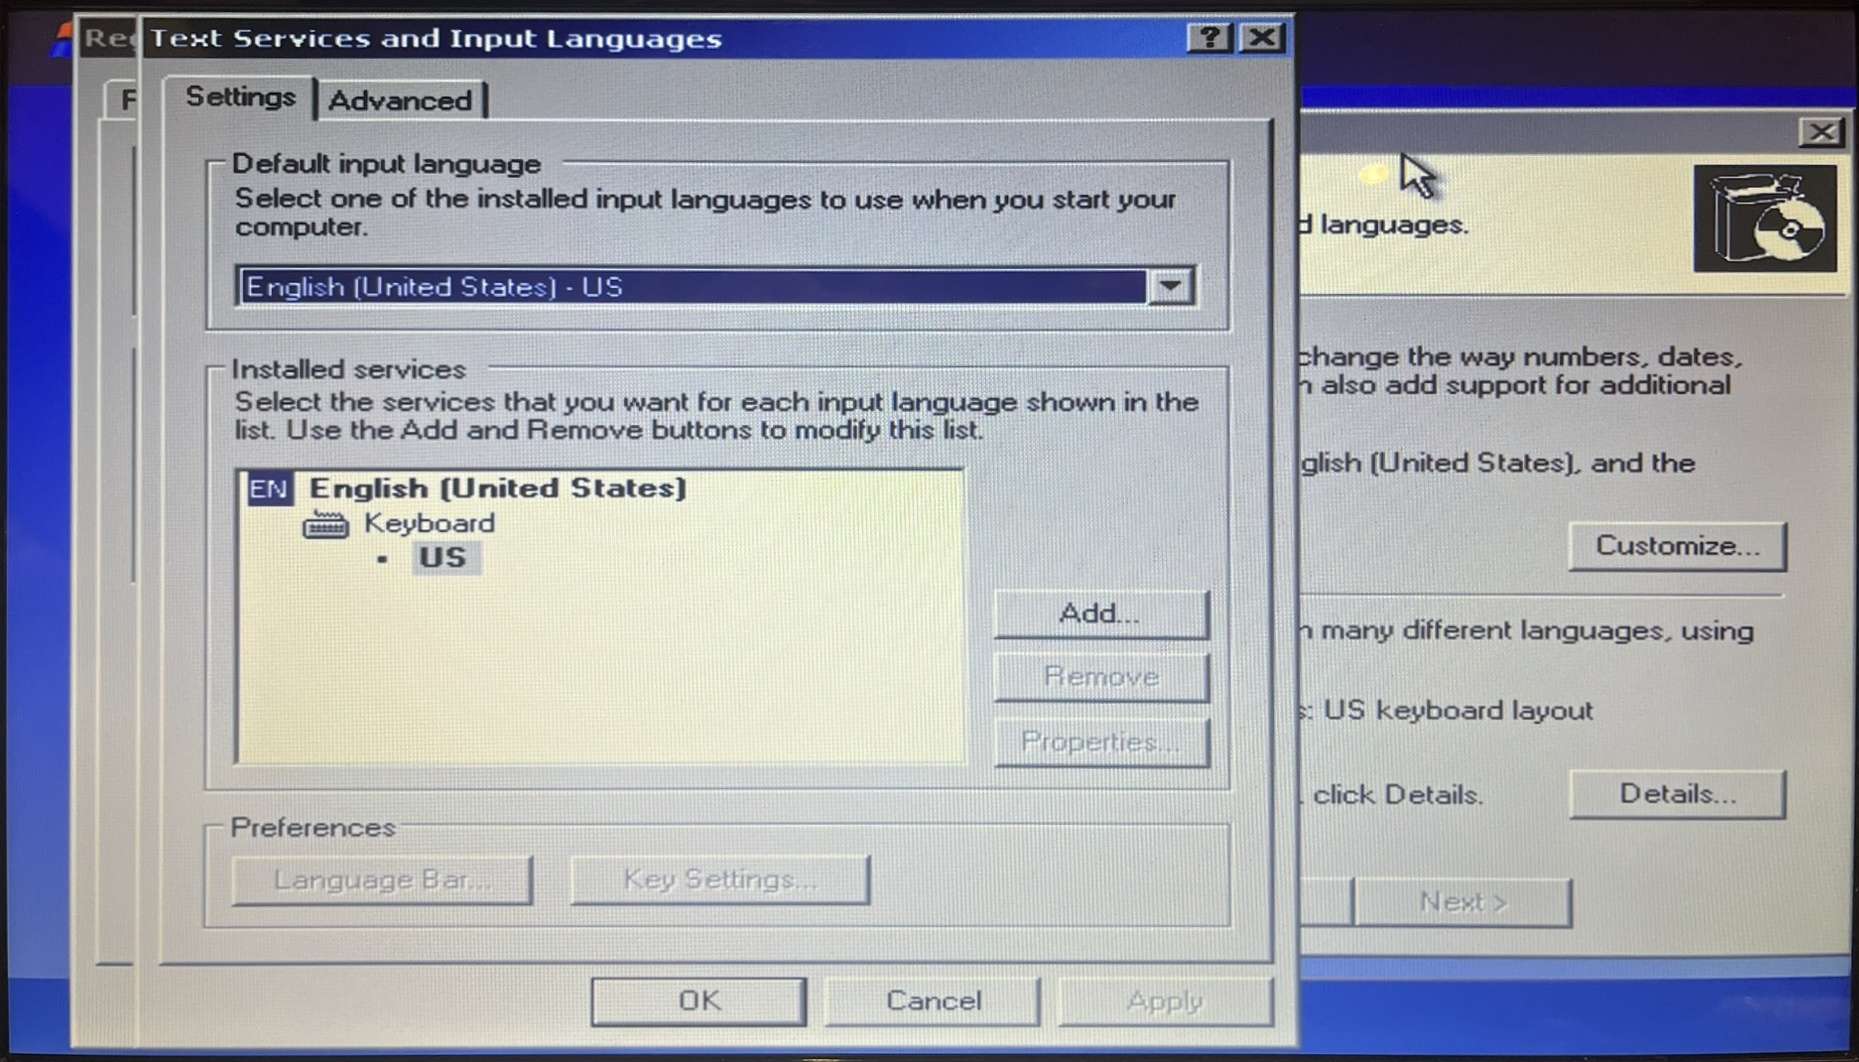 Text Services and Input Languages
Settings
Advanced
Default input language
Select one of the installed input languages to use when you start your
computer.
English (United States) - US
Installed services
Select the services that you want for each input language shown in the
list. Use the Add and Remove buttons to modify this list.
EN English (United States)
Keyboard
US
Add...
Remove
Properties...
Preferences
Language Bar...
Key Settings...
OK
Cancel
Apply
languages.
change the way numbers, dates,
also add support for additional
glish (United States), and the
Customize...
many different languages, using
: US keyboard layout
click Details.
Details...
Next >